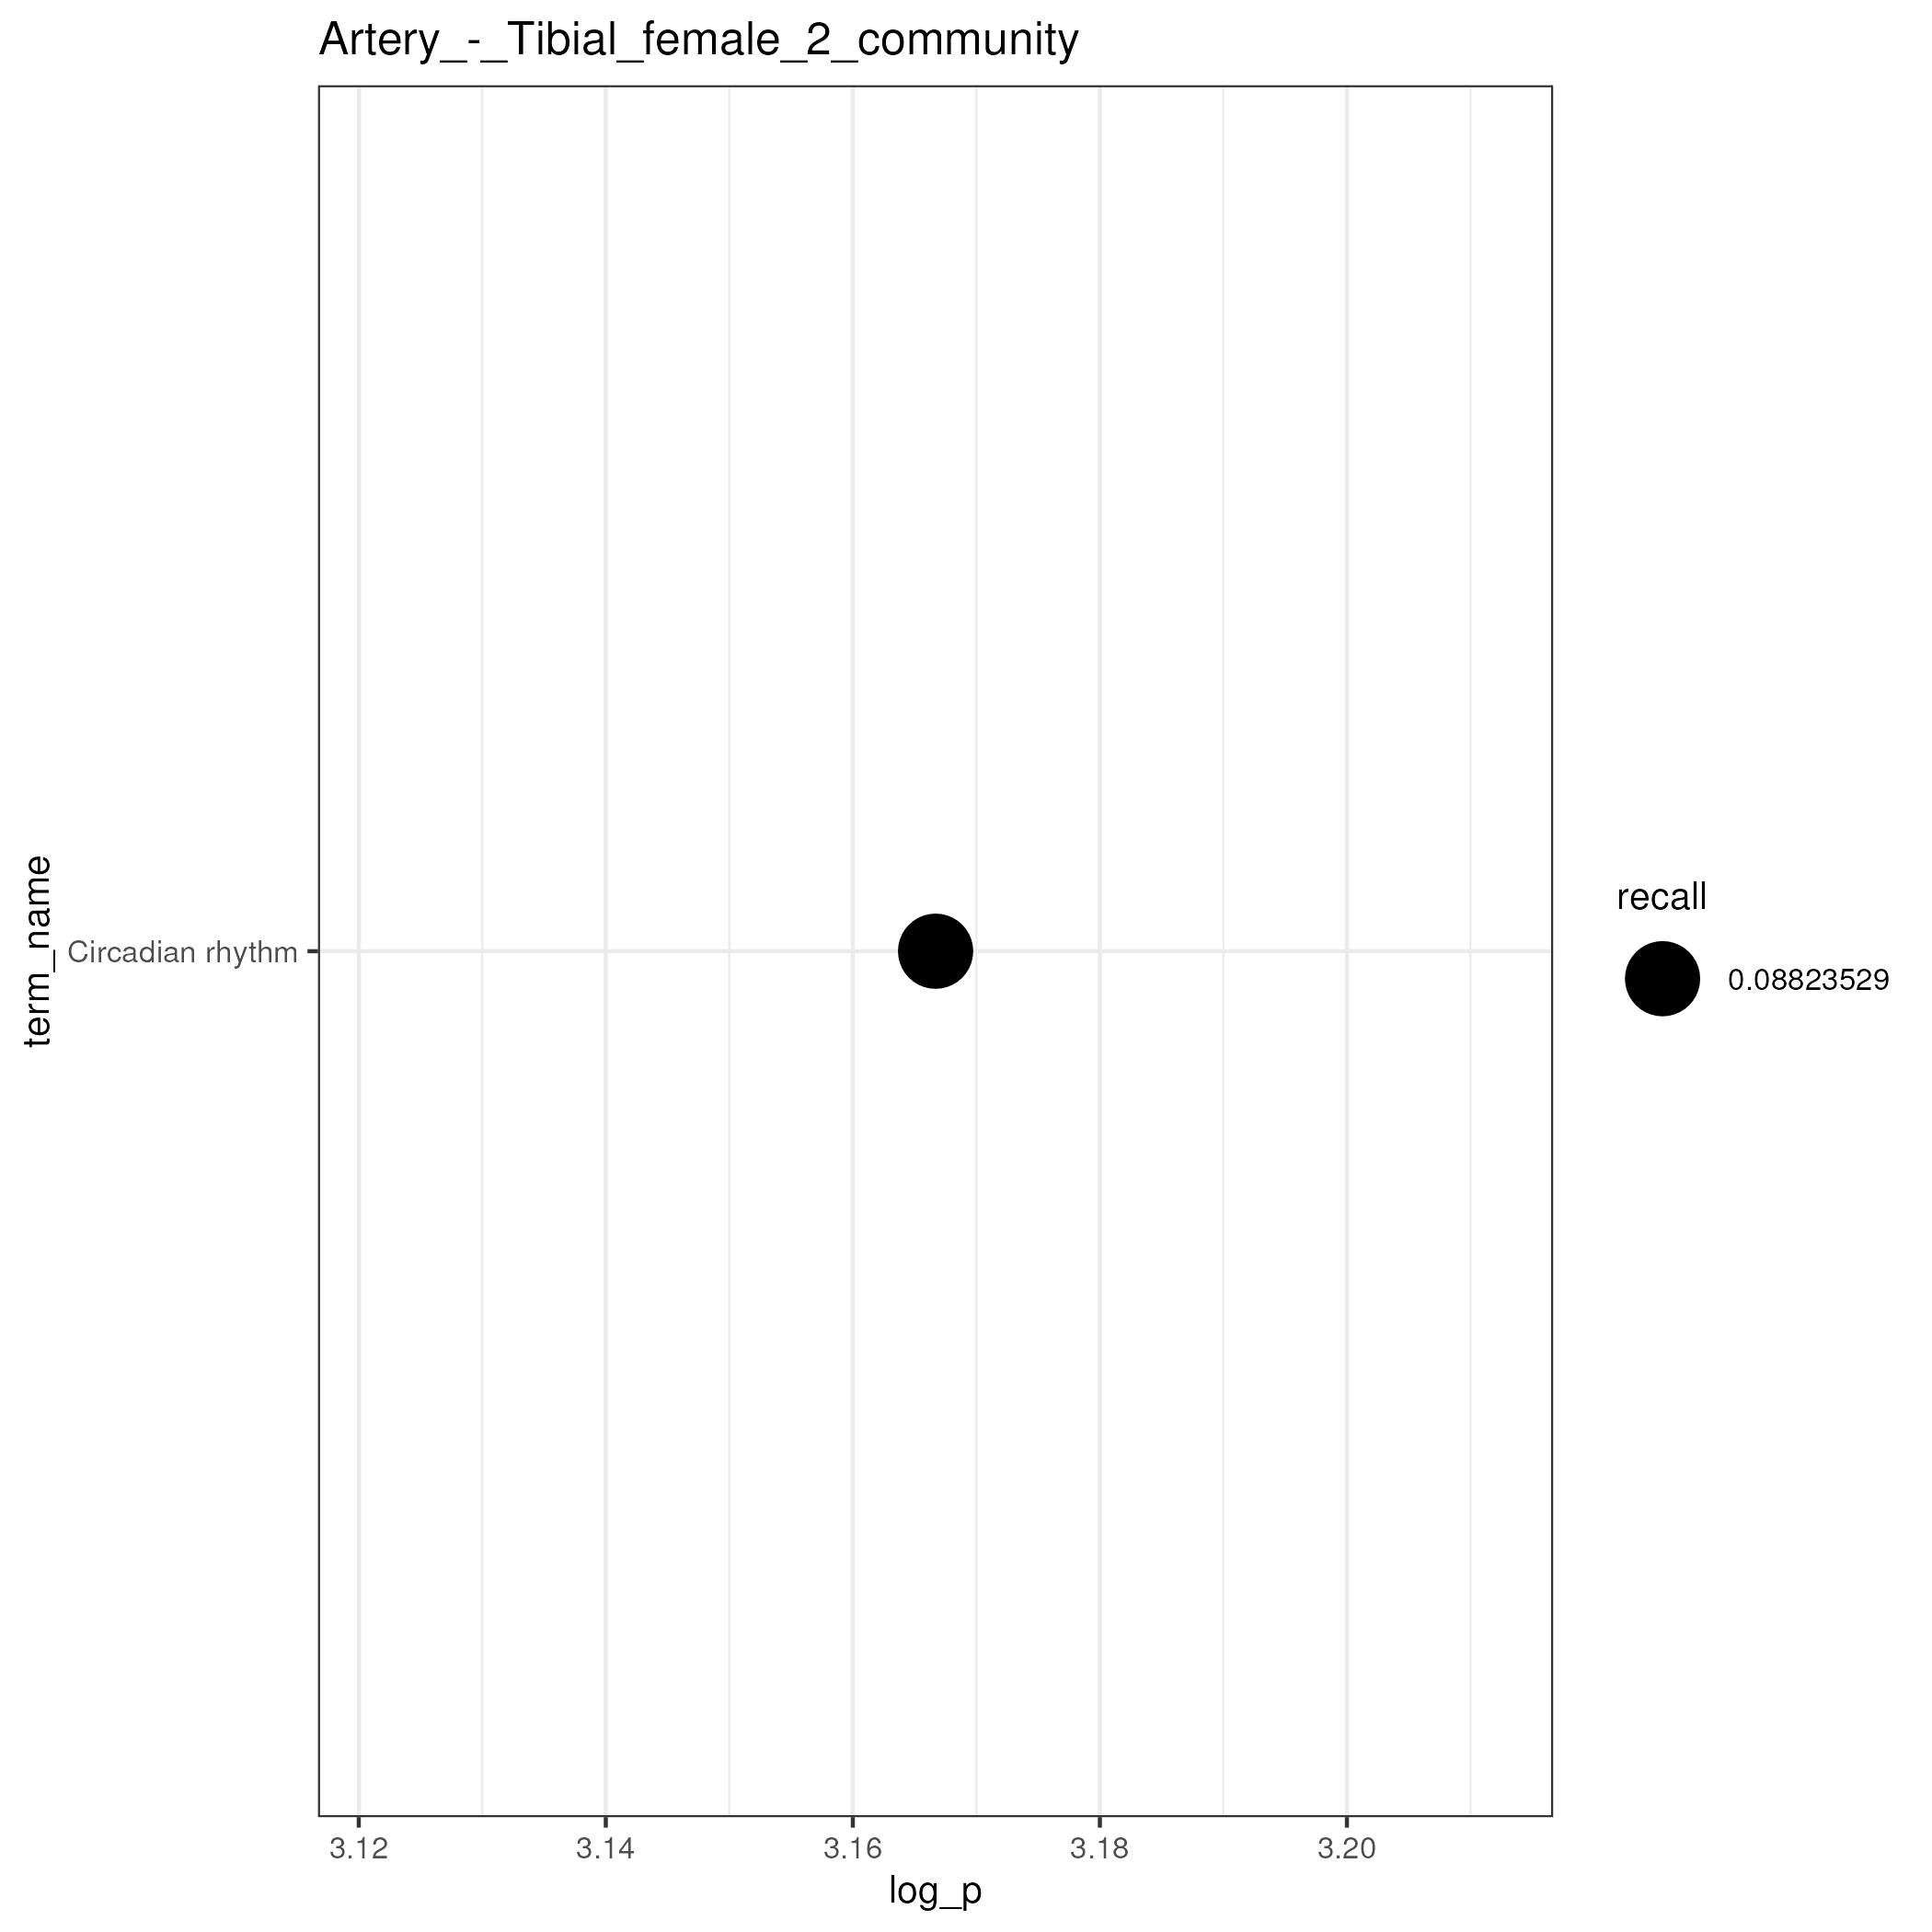 Artery_-_Tibial_female_2_community
term_name
Circadian rhythm
recall
0.08823529
3.12
3.14
3.16
3.18
3.20
log_p